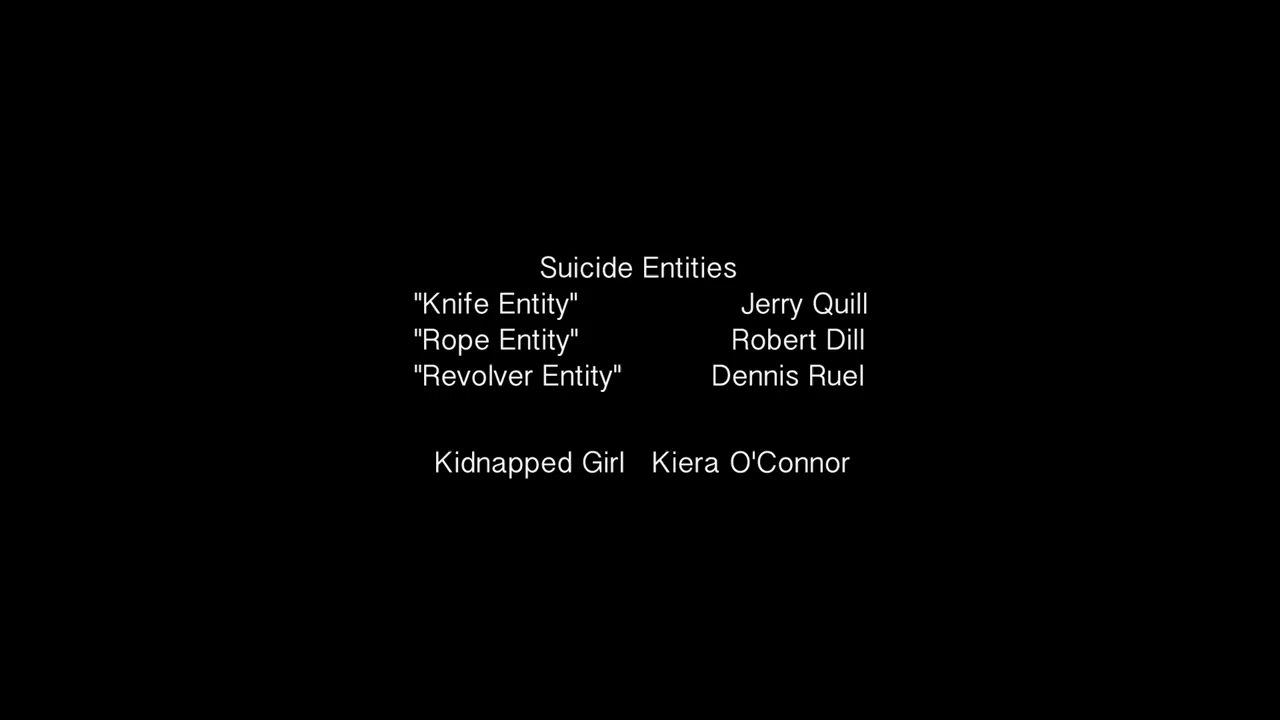 Suicide Entities
"Knife Entity" Jerry Quill
"Rope Entity" Robert Dill
"Revolver Entity" Dennis Ruel
Kidnapped Girl Kiera O'Connor